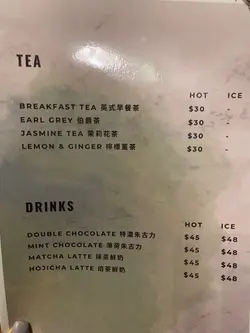 TEA
HOT ICE
BREAKFAST TEA 英式早餐茶 $30 -
EARL GREY 伯爵茶 $30 -
JASMINE TEA 茉莉花茶 $30 -
LEMON & GINGER 檸檬薑茶 $30 -
DRINKS
HOT ICE
DOUBLE CHOCOLATE 特濃朱古力 $45 $48
MINT CHOCOLATE 薄荷朱古力 $45 $48
MATCHA LATTE 抹茶鮮奶 $45 $48
HOJICHA LATTE 焙茶鮮奶 $45 $48